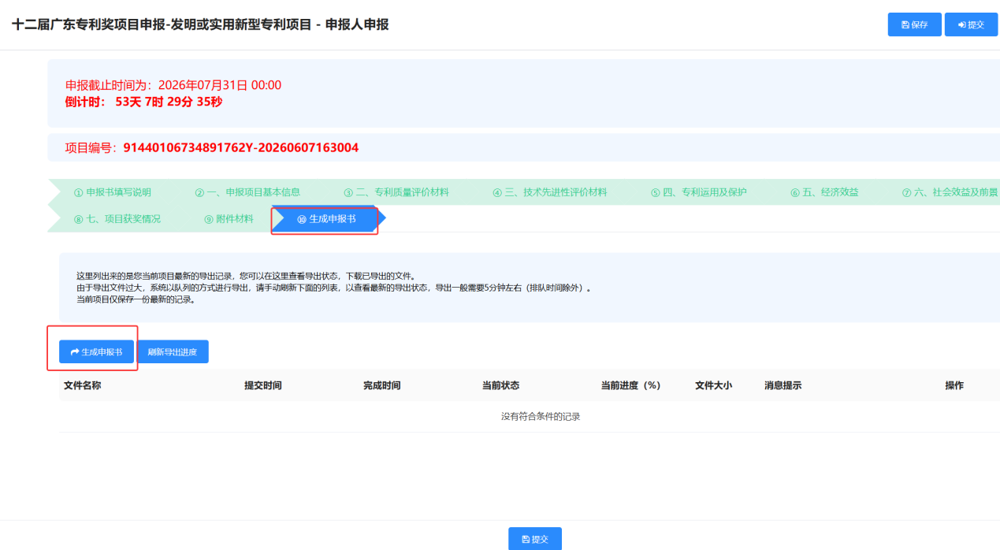 十二届广东专利奖项目申报-发明或实用新型专利项目 - 申报人申报
保存 提交
申报截止时间为：2026年07月31日 00:00
倒计时： 53天 7时 29分 35秒
项目编号：91440106734891762Y-20260607163004
① 申报书填写说明 ② 一、申报项目基本信息 ③ 二、专利质量评价材料 ④ 三、技术先进性评价材料 ⑤ 四、专利运用及保护 ⑥ 五、经济效益 ⑦ 六、社会效益及前景
⑧ 七、项目获奖情况 ⑨ 附件材料 ⑩ 生成申报书
这里列出来的是您当前项目最新的导出记录，您可以在这里查看导出状态，下载已导出的文件。
由于导出文件过大，系统以队列的方式进行导出，请手动刷新下面的列表，以查看最新的导出状态，导出一般需要5分钟左右（排队时间除外）。
当前项目仅保存一份最新的记录。
生成申报书 刷新导出进度
文件名称 提交时间 完成时间 当前状态 当前进度（%） 文件大小 消息提示 操作
没有符合条件的记录
提交